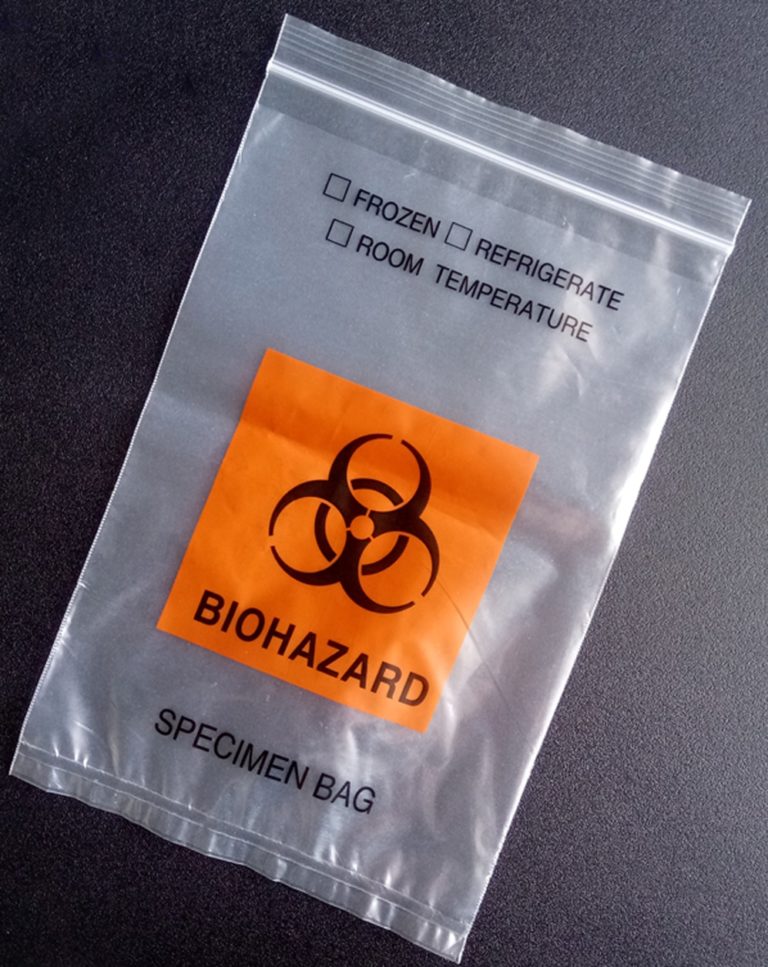 FROZEN REFRIGERATE
ROOM TEMPERATURE
BIOHAZARD
SPECIMEN BAG